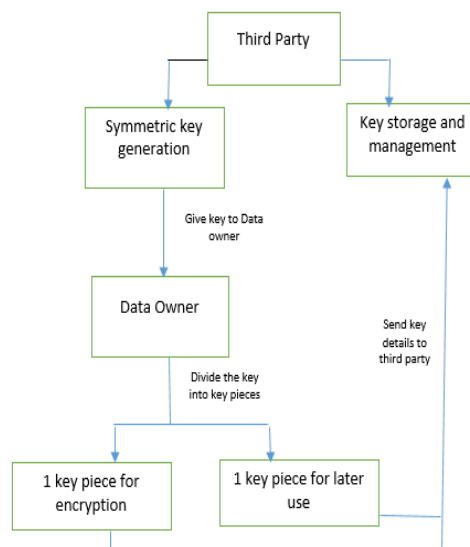 Third Party
Symmetric key
generation
Key storage and
management
Give key to Data
owner
Data Owner
Send key
details to
third party
Divide the key
into key pieces
1 key piece for
encryption
1 key piece for later
use